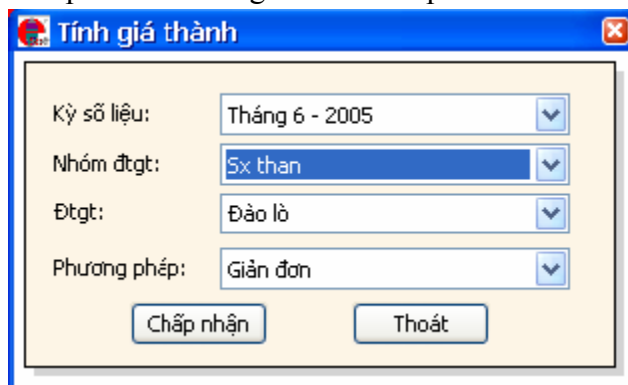 Tính giá thành
Kỳ số liệu: Tháng 6 - 2005
Nhóm đtgt: Sx than
Đtgt: Đào lò
Phương pháp: Giản đơn
Chấp nhận Thoát